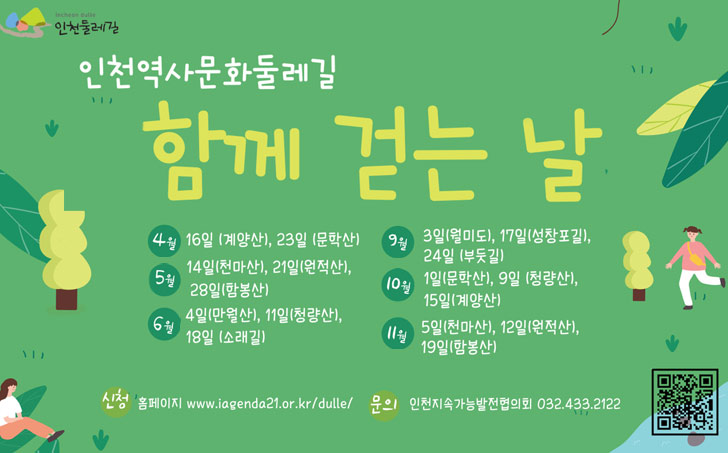 incheon dulle
인천둘레길
인천역사문화둘레길
함께 걷는 날
4월 16일 (계양산), 23일 (문학산)
5월 14일(천마산), 21일(원적산),
28일(함봉산)
6월 4일(만월산), 11일(청량산),
18일 (소래길)
9월 3일(월미도), 17일(성창포길),
24일 (부둣길)
10월 1일(문학산), 9일 (청량산),
15일(계양산)
11월 5일(천마산), 12일(원적산),
19일(함봉산)
신청 홈페이지 www.iagenda21.or.kr/dulle/
문의 인천지속가능발전협의회 032.433.2122